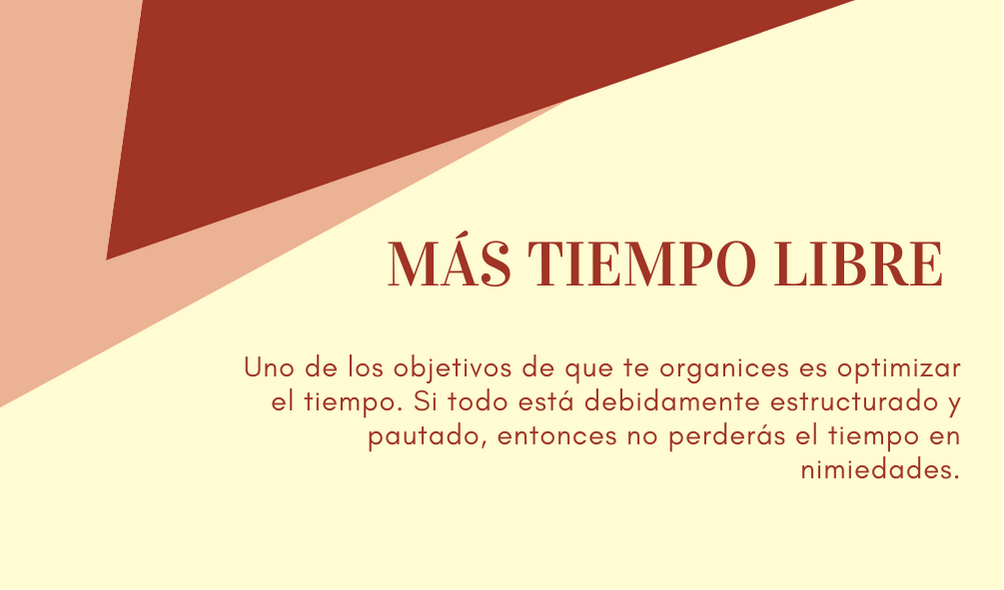 MÁS TIEMPO LIBRE
Uno de los objetivos de que te organices es optimizar
el tiempo. Si todo está debidamente estructurado y
pautado, entonces no perderás el tiempo en
nimiedades.